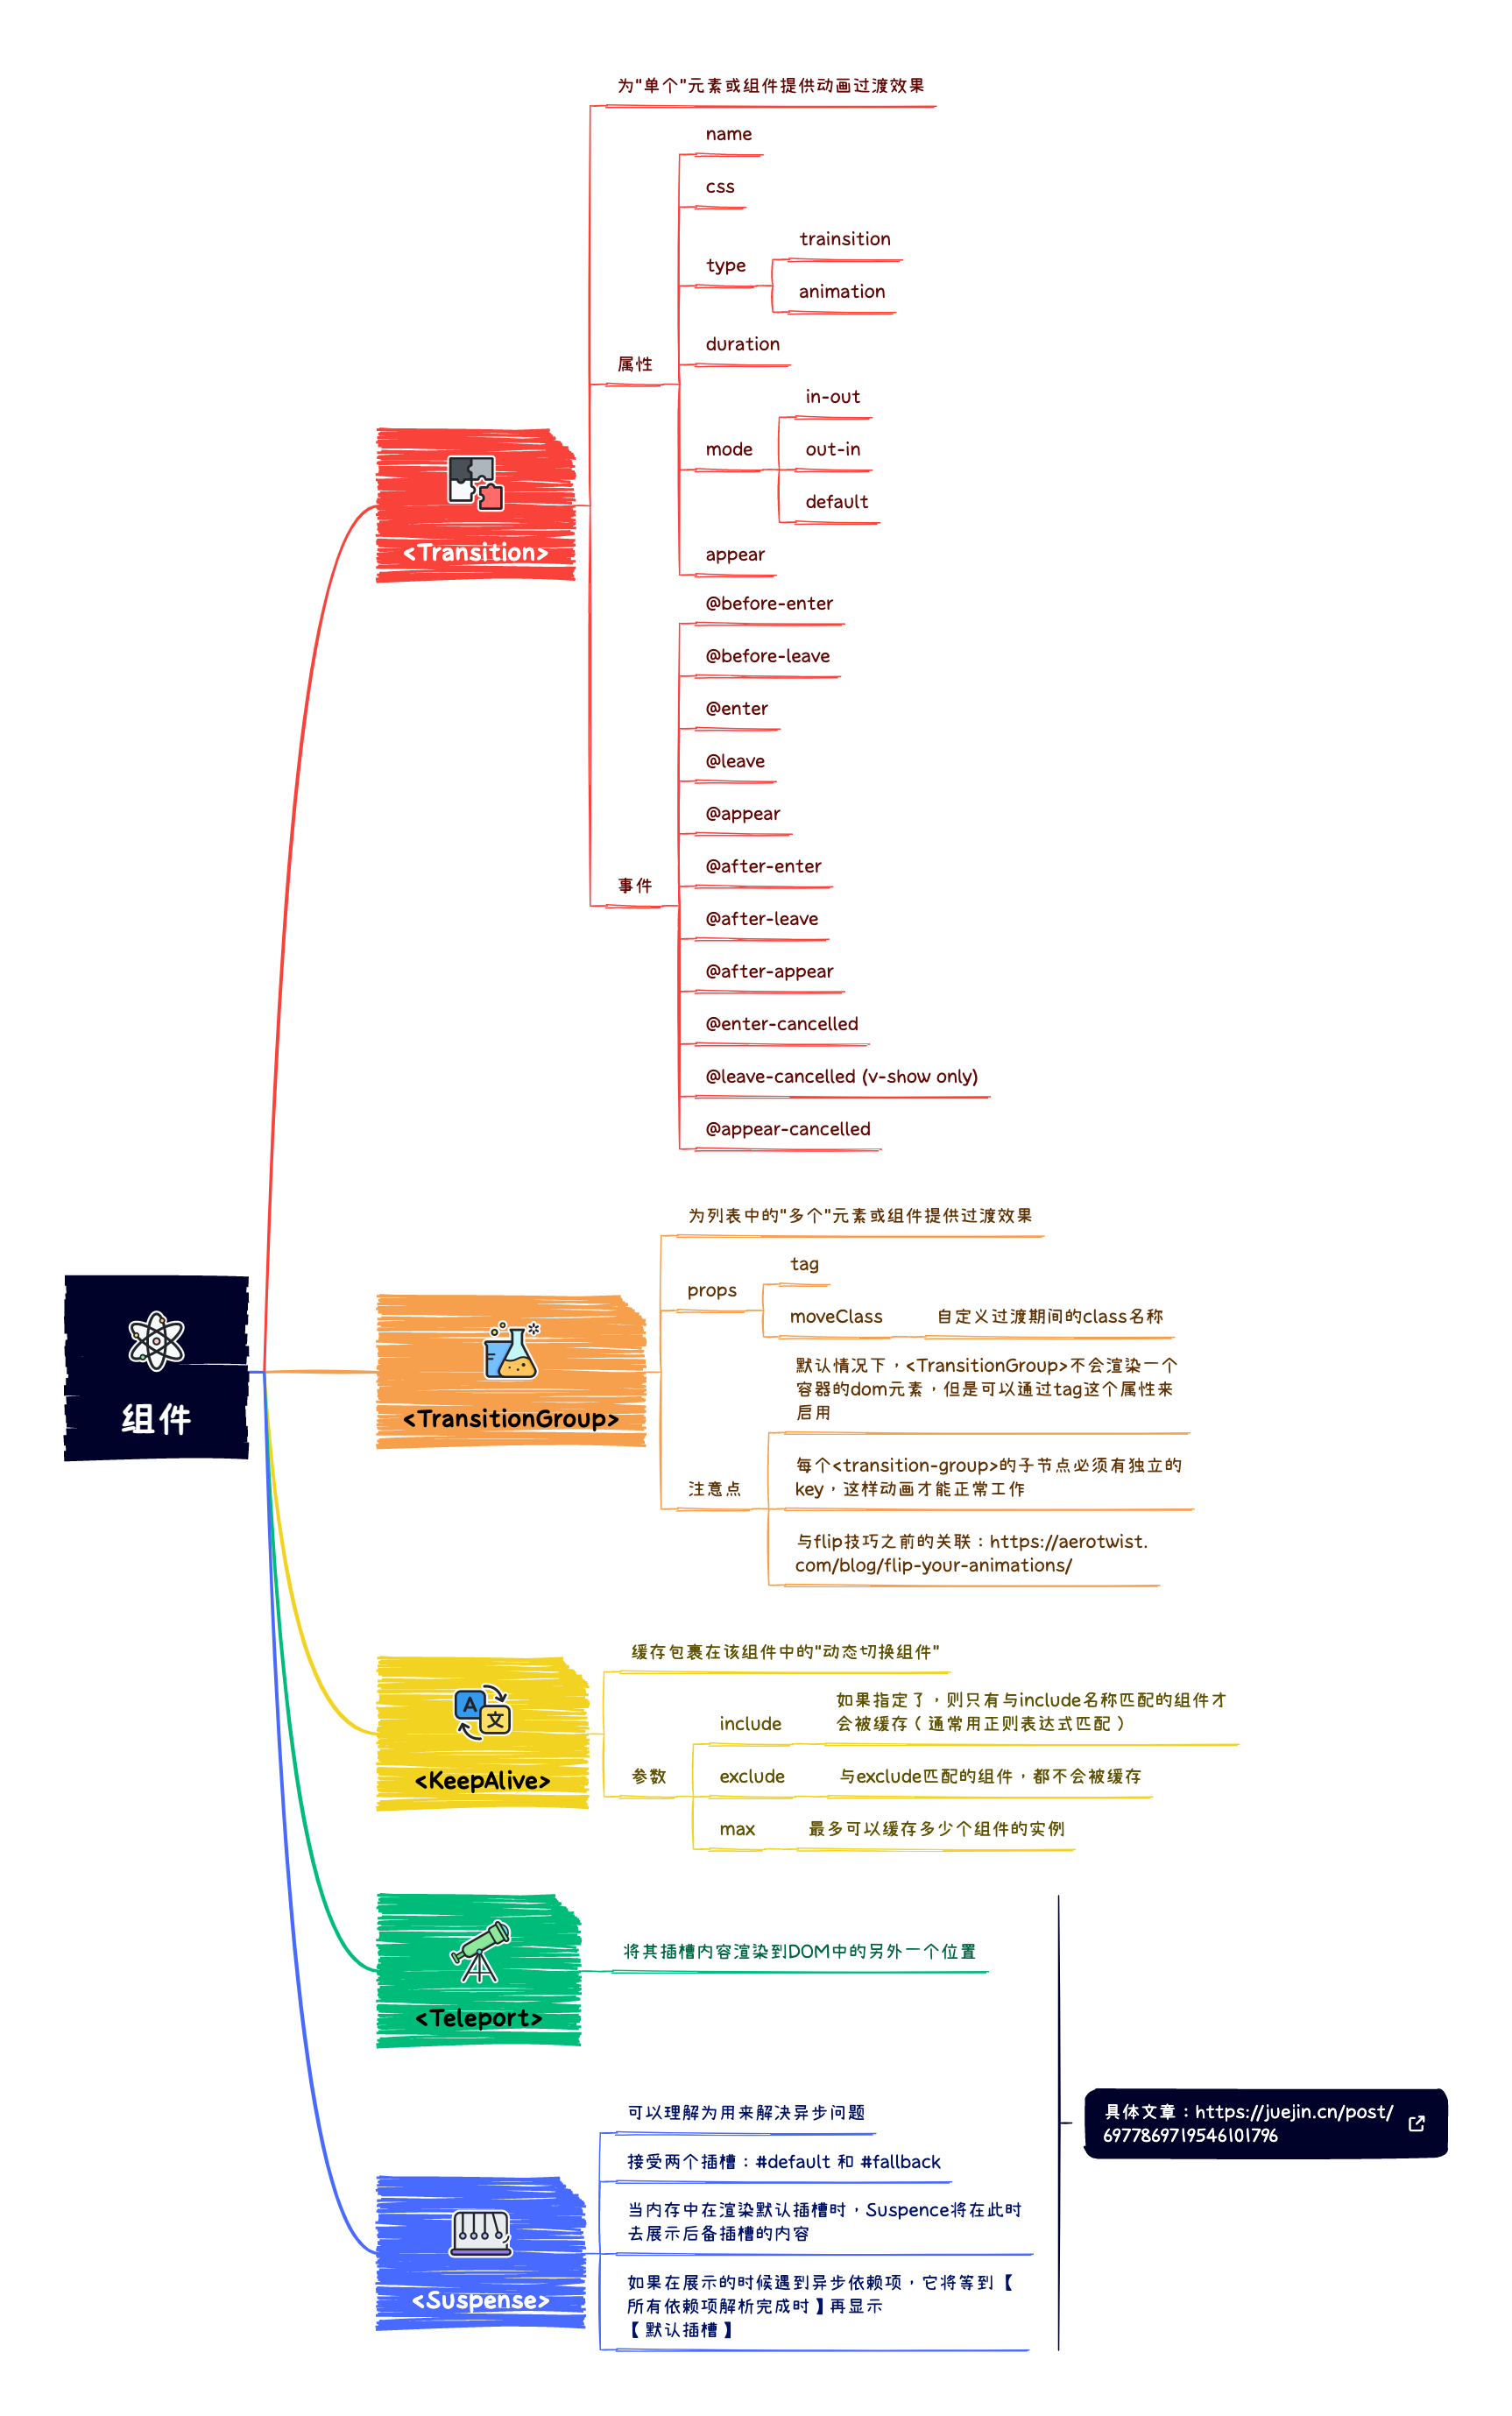 组件
<Transition>
为"单个"元素或组件提供动画过渡效果
属性
name
css
type
trainsition
animation
duration
mode
in-out
out-in
default
appear
事件
@before-enter
@before-leave
@enter
@leave
@appear
@after-enter
@after-leave
@after-appear
@enter-cancelled
@leave-cancelled (v-show only)
@appear-cancelled
<TransitionGroup>
为列表中的"多个"元素或组件提供过渡效果
props
tag
moveClass
自定义过渡期间的class名称
注意点
默认情况下，<TransitionGroup>不会渲染一个
容器的dom元素，但是可以通过tag这个属性来
启用
每个<transition-group>的子节点必须有独立的
key，这样动画才能正常工作
与flip技巧之前的关联：https://aerotwist.
com/blog/flip-your-animations/
<KeepAlive>
缓存包裹在该组件中的"动态切换组件"
参数
include
如果指定了，则只有与include名称匹配的组件才
会被缓存（通常用正则表达式匹配）
exclude
与exclude匹配的组件，都不会被缓存
max
最多可以缓存多少个组件的实例
<Teleport>
将其插槽内容渲染到DOM中的另外一个位置
<Suspense>
可以理解为用来解决异步问题
接受两个插槽：#default 和 #fallback
当内存中在渲染默认插槽时，Suspence将在此时
去展示后备插槽的内容
如果在展示的时候遇到异步依赖项，它将等到【
所有依赖项解析完成时】再显示
【默认插槽】
具体文章：https://juejin.cn/post/
6977869719546101796
A
文